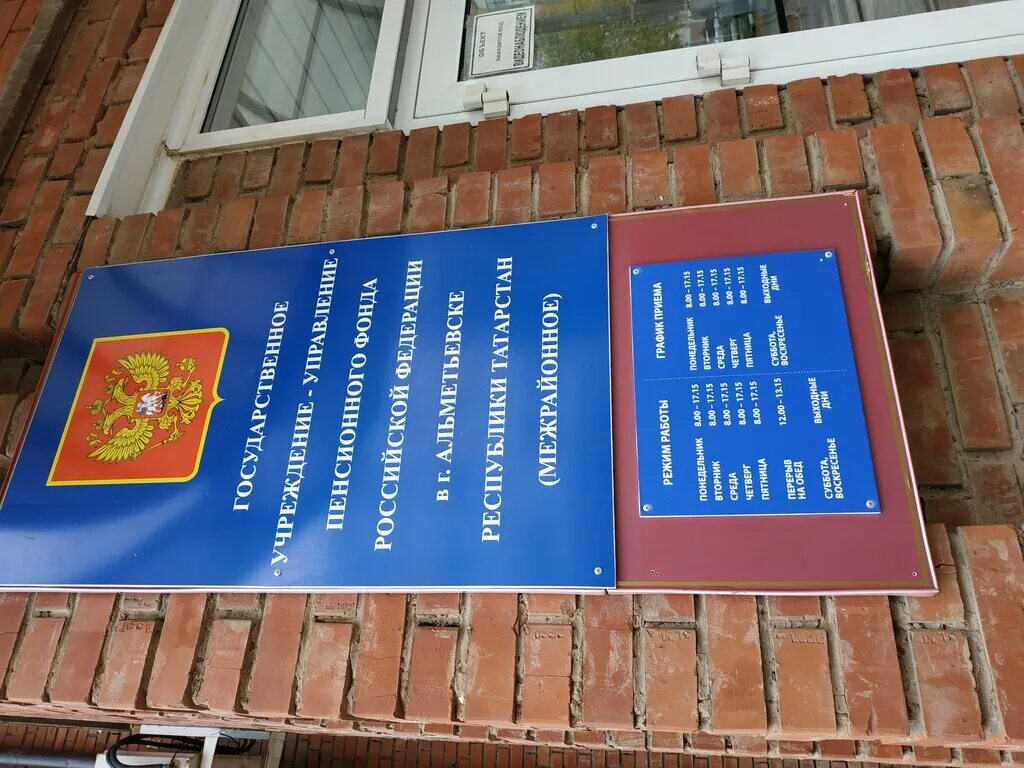 ОБЪЕКТ
НАХОДИТСЯ ПОД
ВИДЕОНАБЛЮДЕНИЕМ
ГОСУДАРСТВЕННОЕ
УЧРЕЖДЕНИЕ - УПРАВЛЕНИЕ
ПЕНСИОННОГО ФОНДА
РОССИЙСКОЙ ФЕДЕРАЦИИ
В Г. АЛЬМЕТЬЕВСКЕ
РЕСПУБЛИКИ ТАТАРСТАН
(МЕЖРАЙОННОЕ)
РЕЖИМ РАБОТЫ
ПОНЕДЕЛЬНИК 8.00 – 17.15
ВТОРНИК 8.00 – 17.15
СРЕДА 8.00 – 17.15
ЧЕТВЕРГ 8.00 – 17.15
ПЯТНИЦА 8.00 – 17.15
ПЕРЕРЫВ
НА ОБЕД 12.00 – 13.15
СУББОТА, ВЫХОДНЫЕ
ВОСКРЕСЕНЬЕ ДНИ
ГРАФИК ПРИЕМА
ПОНЕДЕЛЬНИК 8.00 – 17.15
ВТОРНИК 8.00 – 17.15
СРЕДА 8.00 – 17.15
ЧЕТВЕРГ 8.00 – 17.15
ПЯТНИЦА 8.00 – 17.15
СУББОТА, ВЫХОДНЫЕ
ВОСКРЕСЕНЬЕ ДНИ